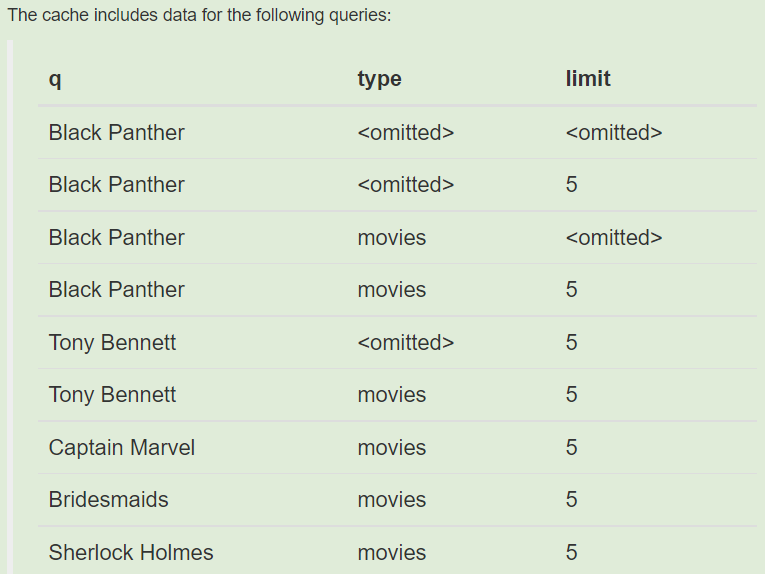 The cache includes data for the following queries:
q type limit
Black Panther <omitted> <omitted>
Black Panther <omitted> 5
Black Panther movies <omitted>
Black Panther movies 5
Tony Bennett <omitted> 5
Tony Bennett movies 5
Captain Marvel movies 5
Bridesmaids movies 5
Sherlock Holmes movies 5